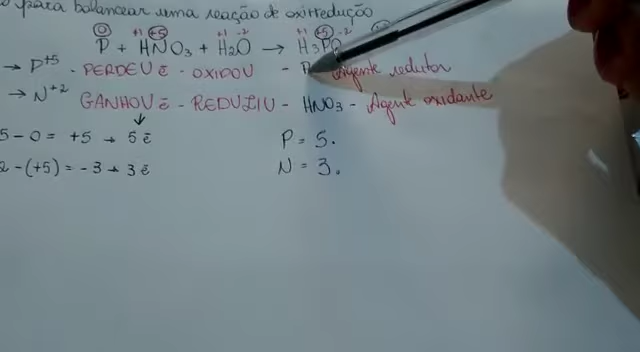 para balancear uma reação de oxirredução
0 +1 +5 +1 -2 +1 +5 -2
P + HNO₃ + H₂O → H₃PO
→ P⁺⁵ - PERDEU ē - OXIDOU - P agente redutor
→ N⁺² GANHOU ē - REDUZIU - HNO₃ - Agente oxidante
5 - 0 = +5 → 5 ē P = 5.
2 - (+5) = -3 → 3 ē N = 3.